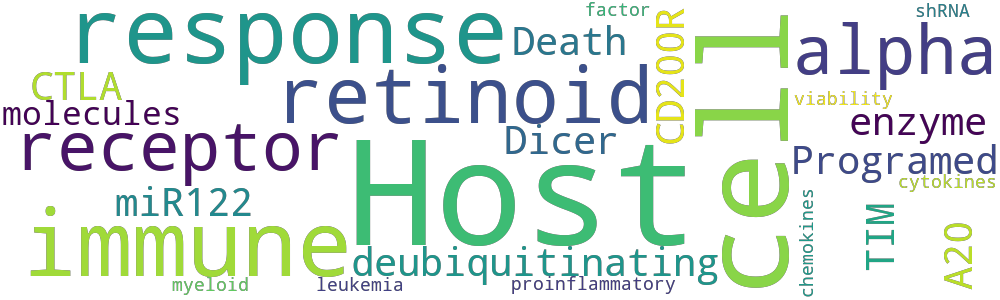 response
factor
shRNA
Death
CD200R
cell
alpha
CTLA
retinoid
viability
molecules
receptor
Dicer
enzyme
Host
Programed
miR122
cytokines
immune
chemokines
TIM
A20
deubiquitinating
myeloid
leukemia
proinflammatory